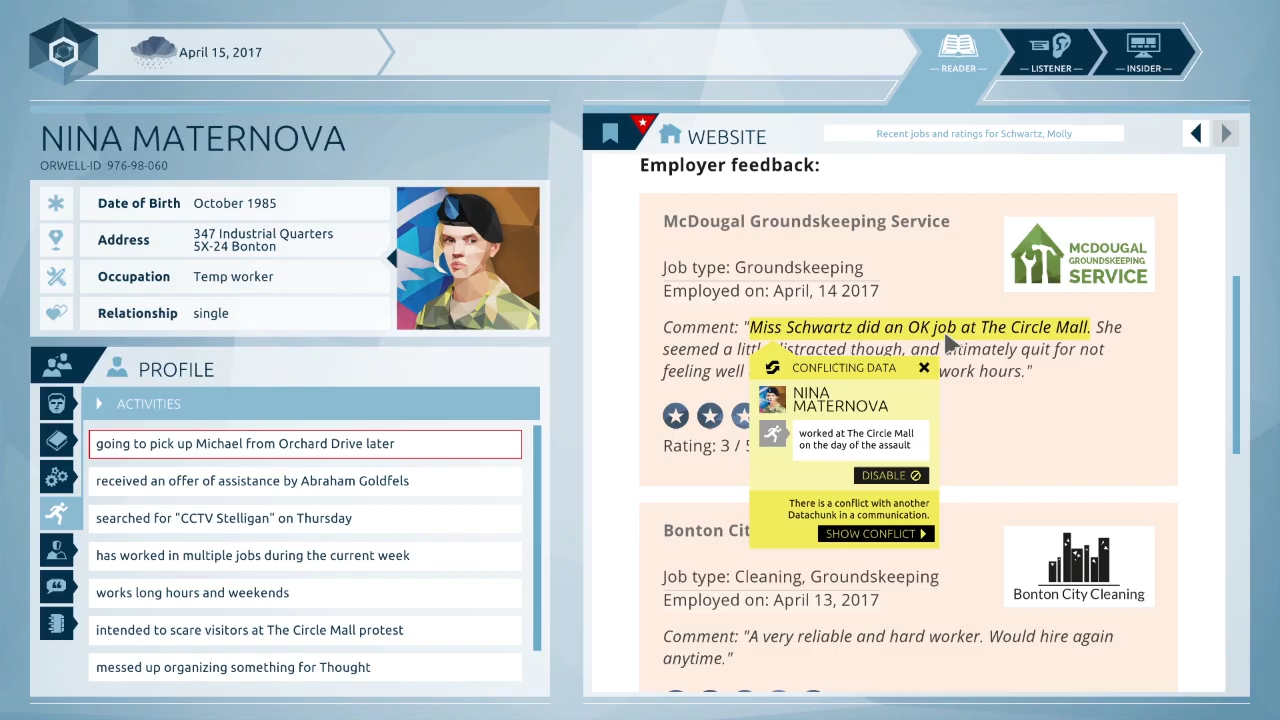 April 15, 2017
READER
LISTENER
INSIDER
NINA MATERNOVA
ORWELL-ID 976-98-060
Date of Birth October 1985
Address 347 Industrial Quarters
5X-24 Bonton
Occupation Temp worker
Relationship single
PROFILE
ACTIVITIES
going to pick up Michael from Orchard Drive later
received an offer of assistance by Abraham Goldfels
searched for "CCTV Stelligan" on Thursday
has worked in multiple jobs during the current week
works long hours and weekends
intended to scare visitors at The Circle Mall protest
messed up organizing something for Thought
WEBSITE
Recent jobs and ratings for Schwartz, Molly
Employer feedback:
McDougal Groundskeeping Service
MCDOUGAL
GROUNDSKEEPING
SERVICE
Job type: Groundskeeping
Employed on: April, 14 2017
Comment: "Miss Schwartz did an OK job at The Circle Mall. She
seemed a little distracted though, and ultimately quit for not
feeling well work hours."
Rating: 3 / 5
CONFLICTING DATA
NINA
MATERNOVA
worked at The Circle Mall
on the day of the assault
DISABLE
There is a conflict with another
Datachunk in a communication.
SHOW CONFLICT
Bonton Cit
Bonton City Cleaning
Job type: Cleaning, Groundskeeping
Employed on: April 13, 2017
Comment: "A very reliable and hard worker. Would hire again
anytime."